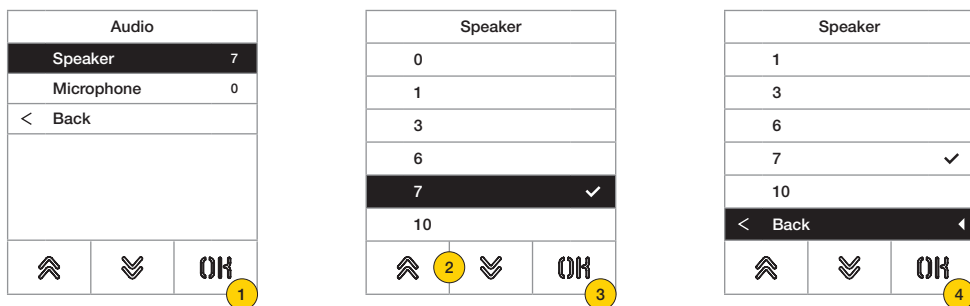 Audio
Speaker 7
Microphone 0
< Back
OK
1
Speaker
0
1
3
6
7 ✓
10
2
OK
3
Speaker
1
3
6
7 ✓
10
< Back
OK
4